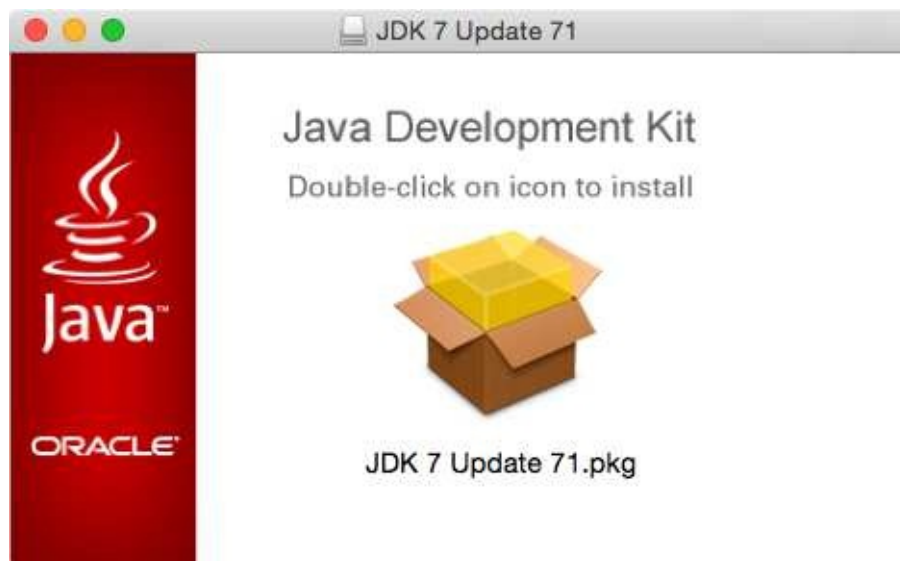 JDK 7 Update 71
Java Development Kit
Double-click on icon to install
Java™
ORACLE®
JDK 7 Update 71.pkg